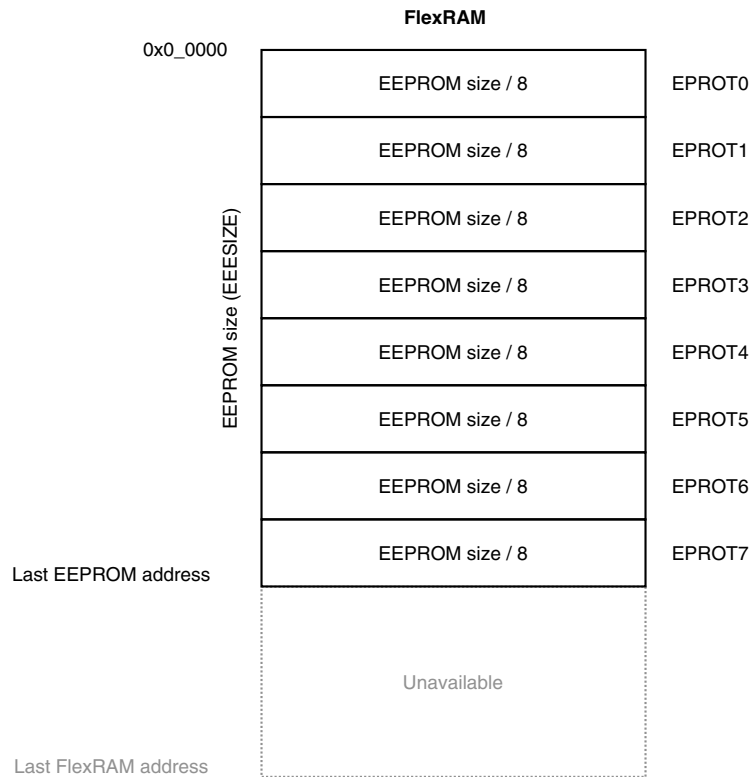 FlexRAM
0x0_0000
EEPROM size / 8 EPROT0
EEPROM size / 8 EPROT1
EEPROM size / 8 EPROT2
EEPROM size (EEESIZE)
EEPROM size / 8 EPROT3
EEPROM size / 8 EPROT4
EEPROM size / 8 EPROT5
EEPROM size / 8 EPROT6
EEPROM size / 8 EPROT7
Last EEPROM address
Unavailable
Last FlexRAM address